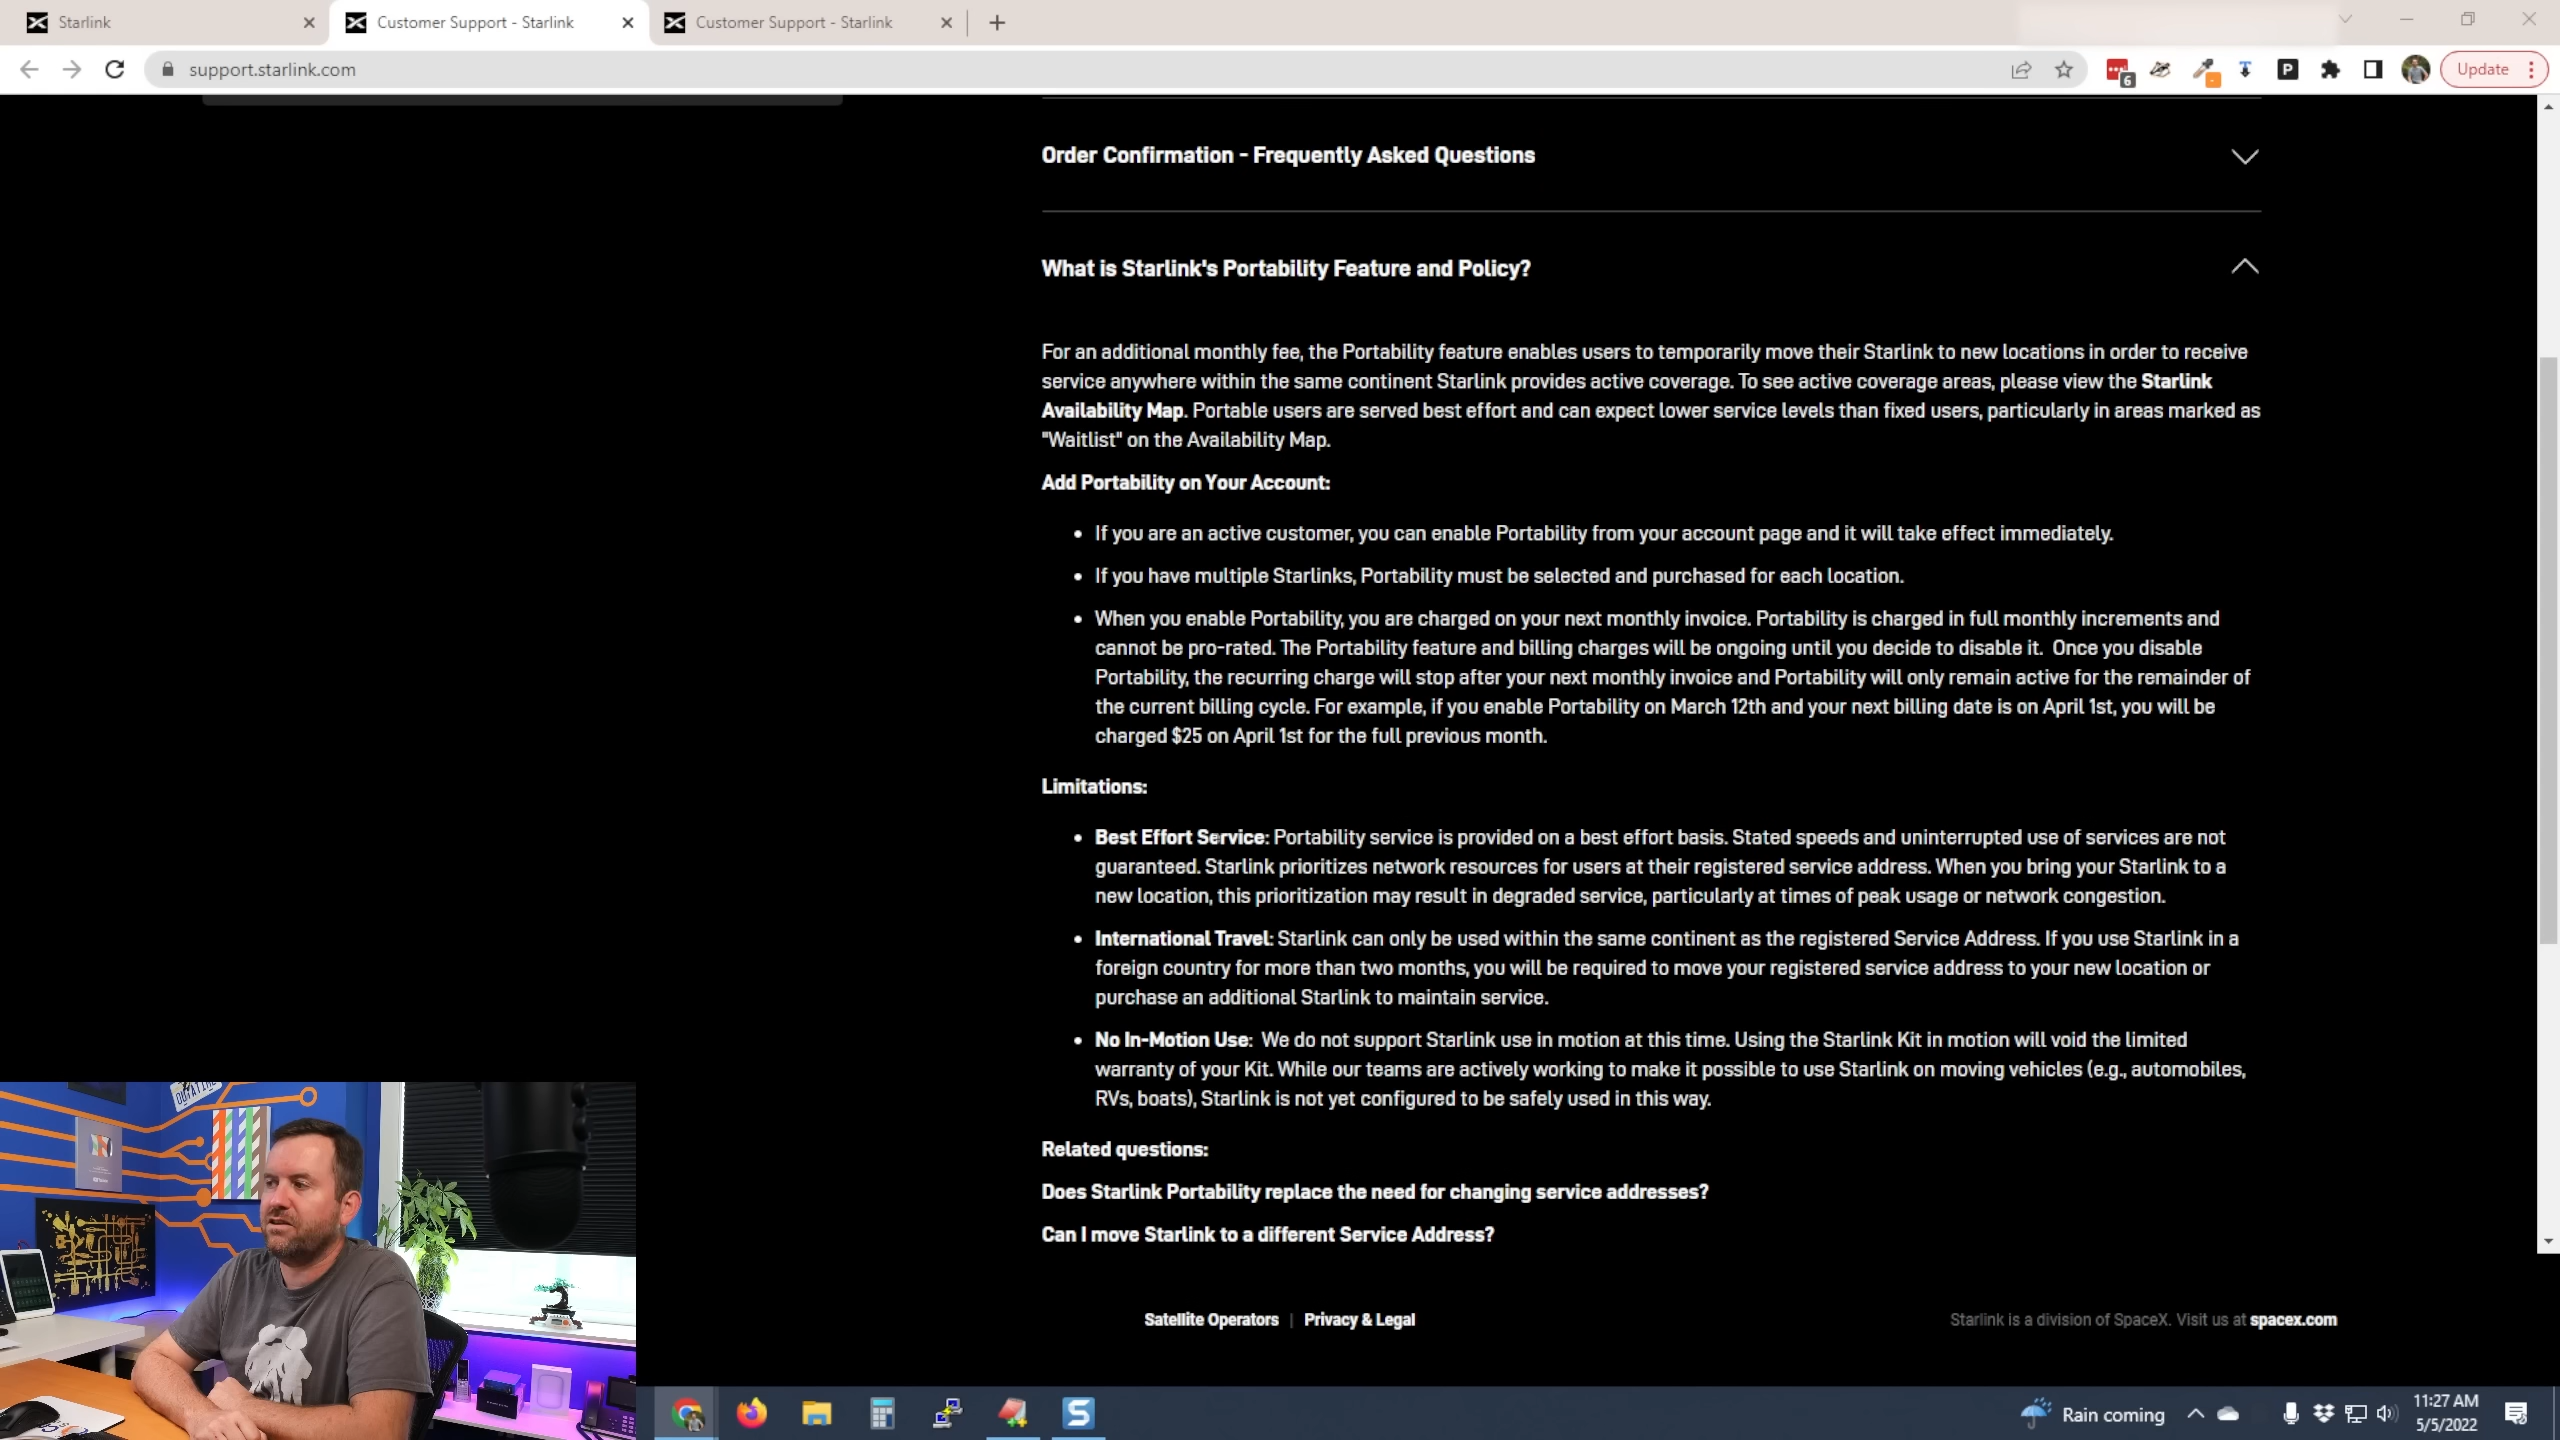 Starlink
Customer Support - Starlink
Customer Support - Starlink
support.starlink.com
6
P
Update
Order Confirmation - Frequently Asked Questions
What is Starlink's Portability Feature and Policy?
For an additional monthly fee, the Portability feature enables users to temporarily move their Starlink to new locations in order to receive
service anywhere within the same continent Starlink provides active coverage. To see active coverage areas, please view the Starlink
Availability Map. Portable users are served best effort and can expect lower service levels than fixed users, particularly in areas marked as
"Waitlist" on the Availability Map.
Add Portability on Your Account:
• If you are an active customer, you can enable Portability from your account page and it will take effect immediately.
• If you have multiple Starlinks, Portability must be selected and purchased for each location.
• When you enable Portability, you are charged on your next monthly invoice. Portability is charged in full monthly increments and
cannot be pro-rated. The Portability feature and billing charges will be ongoing until you decide to disable it. Once you disable
Portability, the recurring charge will stop after your next monthly invoice and Portability will only remain active for the remainder of
the current billing cycle. For example, if you enable Portability on March 12th and your next billing date is on April 1st, you will be
charged $25 on April 1st for the full previous month.
Limitations:
• Best Effort Service: Portability service is provided on a best effort basis. Stated speeds and uninterrupted use of services are not
guaranteed. Starlink prioritizes network resources for users at their registered service address. When you bring your Starlink to a
new location, this prioritization may result in degraded service, particularly at times of peak usage or network congestion.
• International Travel: Starlink can only be used within the same continent as the registered Service Address. If you use Starlink in a
foreign country for more than two months, you will be required to move your registered service address to your new location or
purchase an additional Starlink to maintain service.
• No In-Motion Use: We do not support Starlink use in motion at this time. Using the Starlink Kit in motion will void the limited
warranty of your Kit. While our teams are actively working to make it possible to use Starlink on moving vehicles (e.g., automobiles,
RVs, boats), Starlink is not yet configured to be safely used in this way.
Related questions:
Does Starlink Portability replace the need for changing service addresses?
Can I move Starlink to a different Service Address?
Satellite Operators | Privacy & Legal
Starlink is a division of SpaceX. Visit us at spacex.com
OUTATIME
S
Rain coming
11:27 AM
5/5/2022